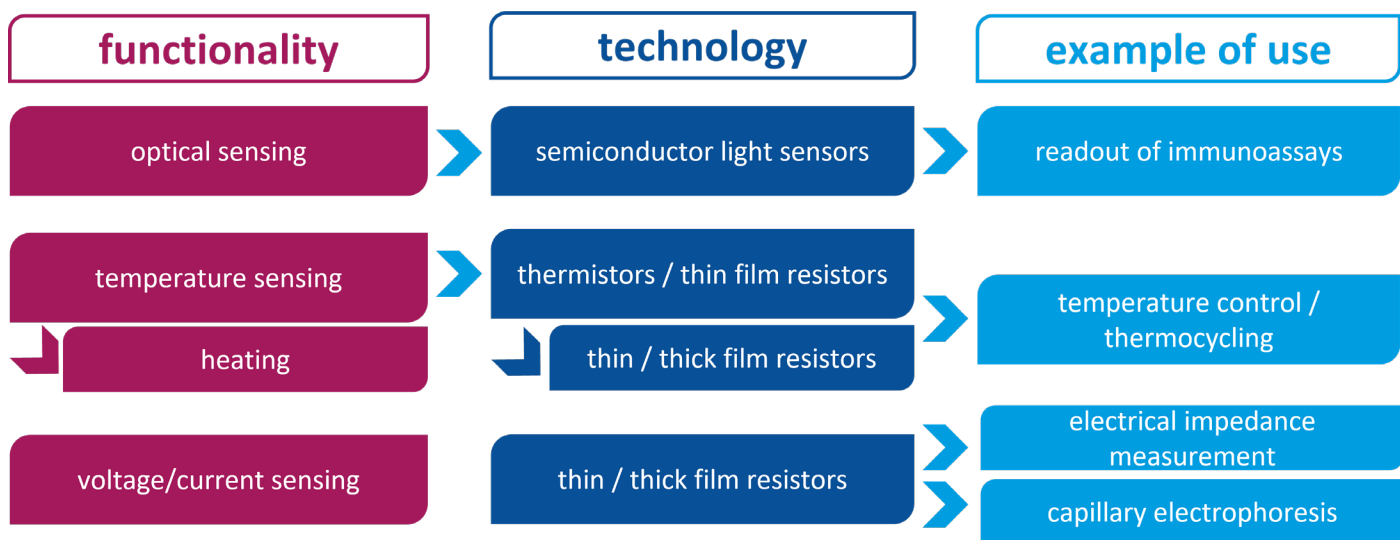 functionality
technology
example of use
optical sensing
semiconductor light sensors
readout of immunoassays
temperature sensing
thermistors / thin film resistors
temperature control /
thermocycling
heating
thin / thick film resistors
voltage/current sensing
thin / thick film resistors
electrical impedance
measurement
capillary electrophoresis